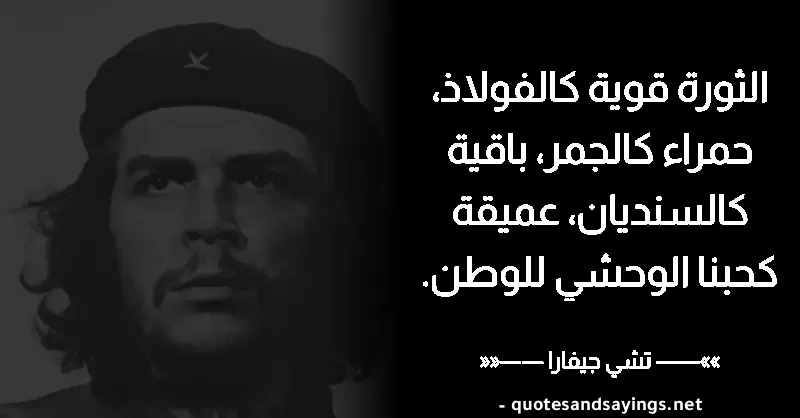 الثورة قوية كالفولاذ،
حمراء كالجمر، باقية
كالسنديان، عميقة
كحبنا الوحشي للوطن.
»»—— تشي جيفارا ——««
- quotesandsayings.net